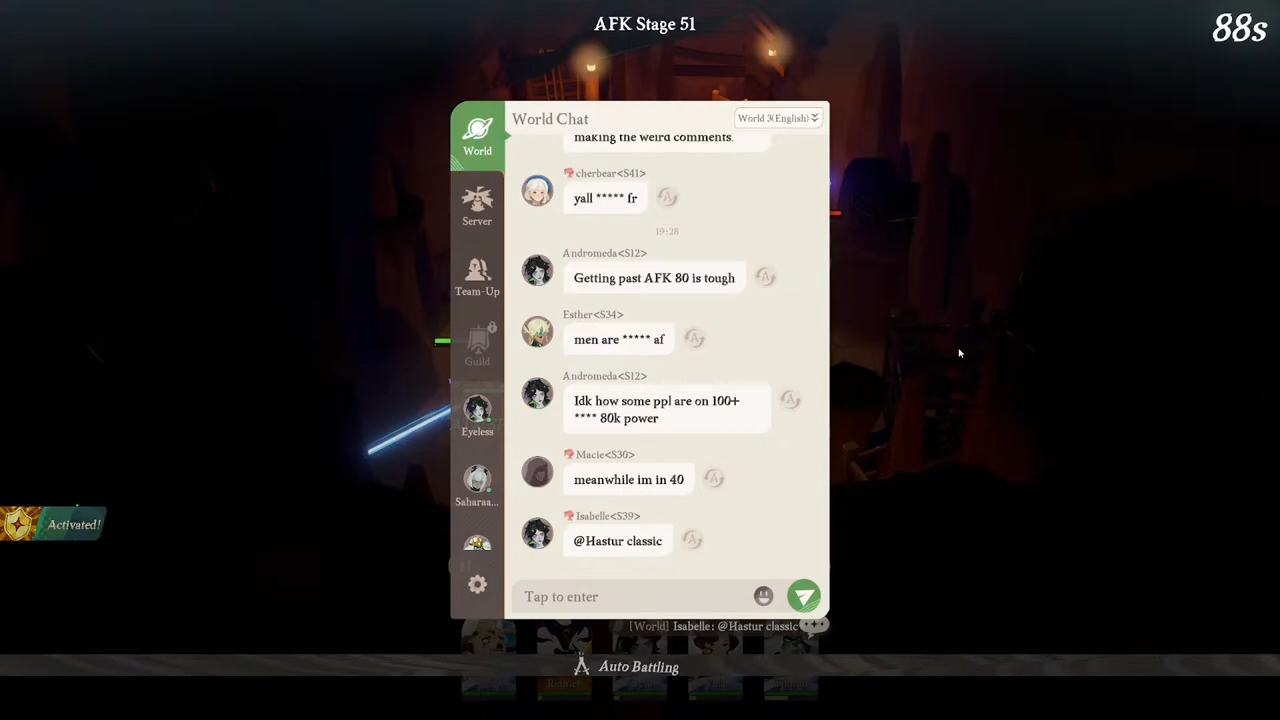 AFK Stage 51
88s
World Chat
World 3(English)
World
Server
Team-Up
Guild
Eyeless
Saharaa...
making the weird comments.
cherbear<S41>
yall ***** fr
19:28
Andromeda<S12>
Getting past AFK 80 is tough
Esther<S34>
men are ***** af
Andromeda<S12>
Idk how some ppl are on 100+
**** 80k power
Macie<S30>
meanwhile im in 40
Isabelle<S39>
@Hastur classic
Tap to enter
Activated!
[World] Isabelle: @Hastur classic
Auto Battling